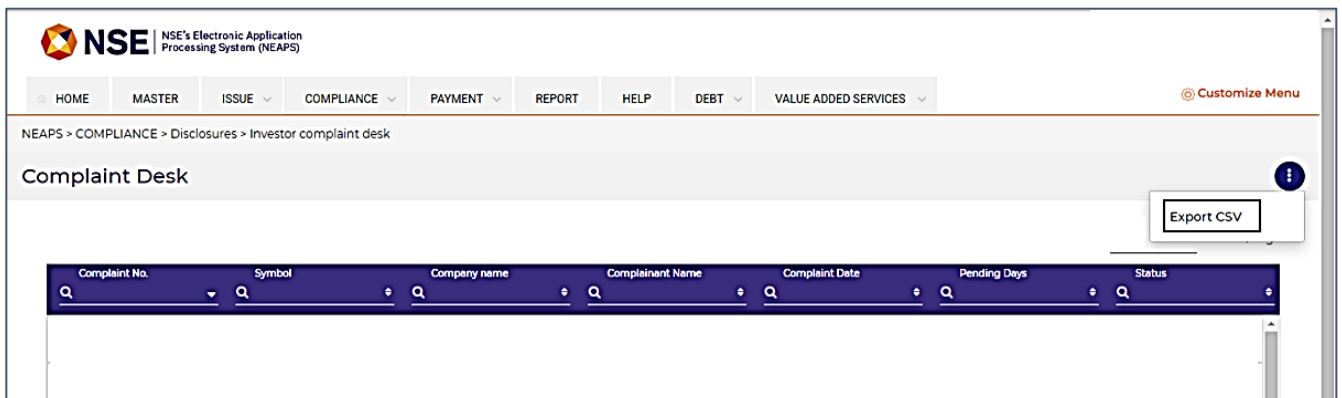 NSE NSE's Electronic Application
Processing System (NEAPS)
HOME MASTER ISSUE COMPLIANCE PAYMENT REPORT HELP DEBT VALUE ADDED SERVICES Customize Menu
NEAPS > COMPLIANCE > Disclosures > Investor complaint desk
Complaint Desk
Export CSV
Complaint No. Symbol Company name Complainant Name Complaint Date Pending Days Status